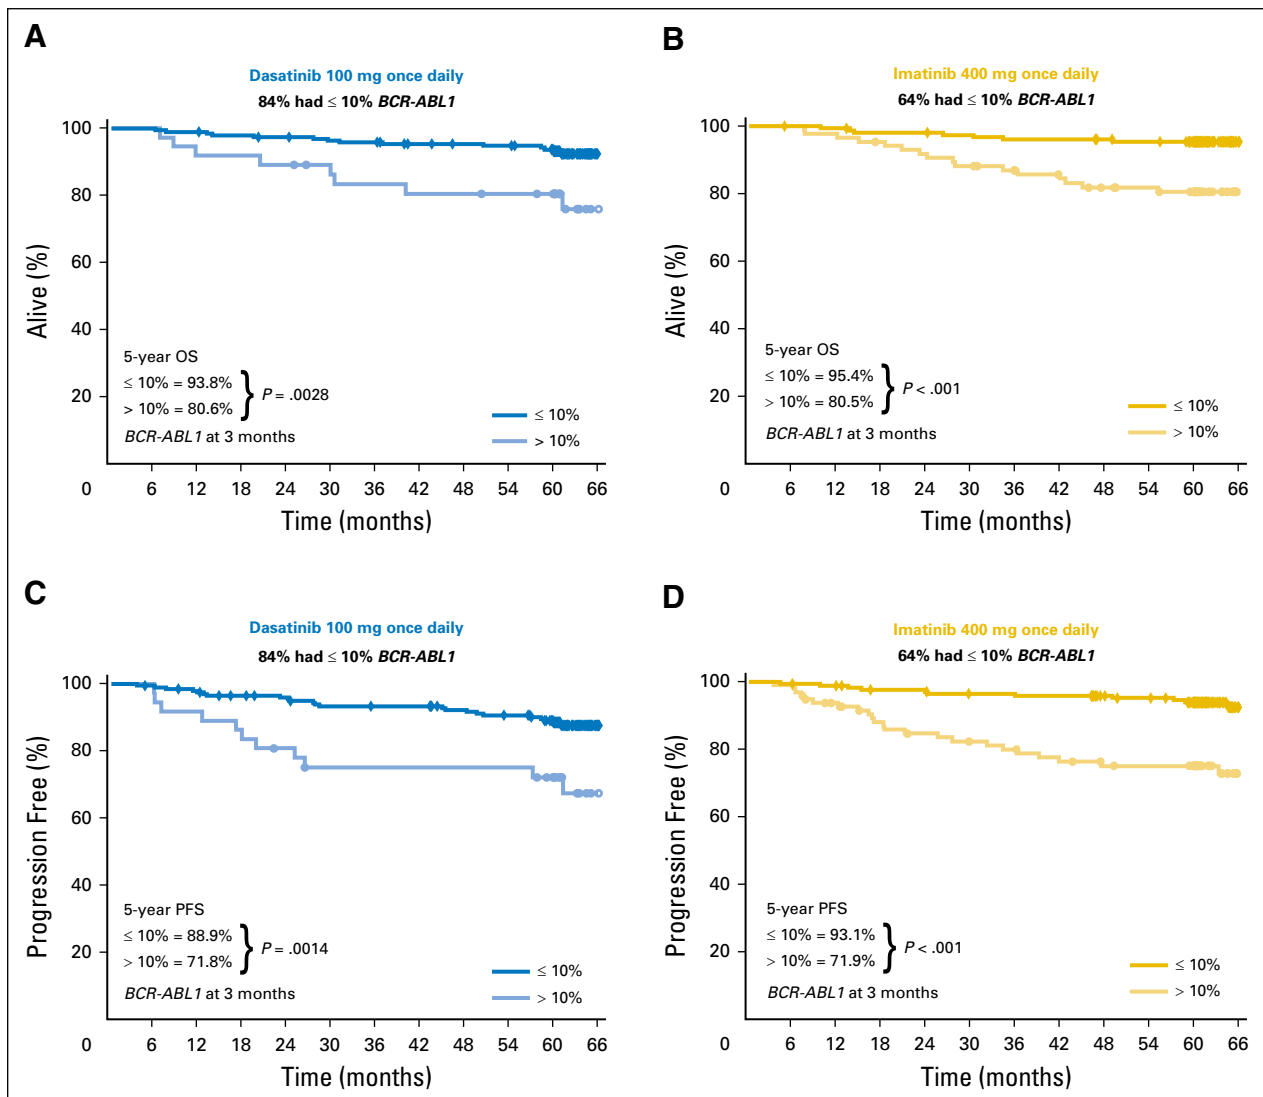 A
Dasatinib 100 mg once daily
84% had ≤ 10% BCR-ABL1
100
80
60
40
20
Alive (%)
5-year OS
≤ 10% = 93.8%
> 10% = 80.6%
P = .0028
BCR-ABL1 at 3 months
≤ 10%
> 10%
0 6 12 18 24 30 36 42 48 54 60 66
Time (months)
B
Imatinib 400 mg once daily
64% had ≤ 10% BCR-ABL1
100
80
60
40
20
Alive (%)
5-year OS
≤ 10% = 95.4%
> 10% = 80.5%
P < .001
BCR-ABL1 at 3 months
≤ 10%
> 10%
0 6 12 18 24 30 36 42 48 54 60 66
Time (months)
C
Dasatinib 100 mg once daily
84% had ≤ 10% BCR-ABL1
100
80
60
40
20
Progression Free (%)
5-year PFS
≤ 10% = 88.9%
> 10% = 71.8%
P = .0014
BCR-ABL1 at 3 months
≤ 10%
> 10%
0 6 12 18 24 30 36 42 48 54 60 66
Time (months)
D
Imatinib 400 mg once daily
64% had ≤ 10% BCR-ABL1
100
80
60
40
20
Progression Free (%)
5-year PFS
≤ 10% = 93.1%
> 10% = 71.9%
P < .001
BCR-ABL1 at 3 months
≤ 10%
> 10%
0 6 12 18 24 30 36 42 48 54 60 66
Time (months)